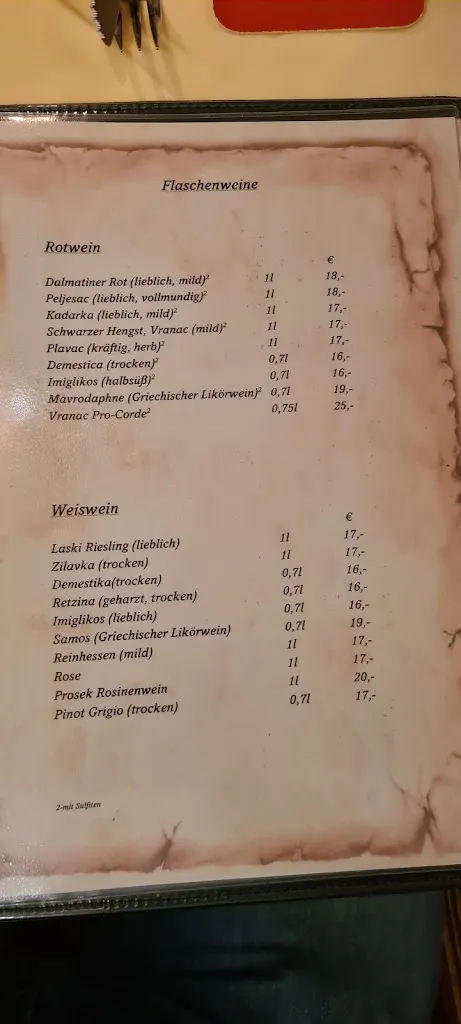 Flaschenweine
Rotwein
€
Dalmatiner Rot (lieblich, mild)² 1l 18,-
Peljesac (lieblich, vollmundig)² 1l 18,-
Kadarka (lieblich, mild)² 1l 17,-
Schwarzer Hengst, Vranac (mild)² 1l 17,-
Plavac (kräftig, herb)² 1l 17,-
Demestica (trocken)² 0,7l 16,-
Imiglikos (halbsüß)² 0,7l 16,-
Mavrodaphne (Griechischer Likörwein)² 0,7l 19,-
Vranac Pro-Corde² 0,75l 25,-
Weiswein
€
Laski Riesling (lieblich) 1l 17,-
Zilavka (trocken) 1l 17,-
Demestika(trocken) 0,7l 16,-
Retzina (geharzt, trocken) 0,7l 16,-
Imiglikos (lieblich) 0,7l 16,-
Samos (Griechischer Likörwein) 0,7l 19,-
Reinhessen (mild) 1l 17,-
Rose 1l 17,-
Prosek Rosinenwein 1l 20,-
Pinot Grigio (trocken) 0,7l 17,-
2-mit Sulfiten